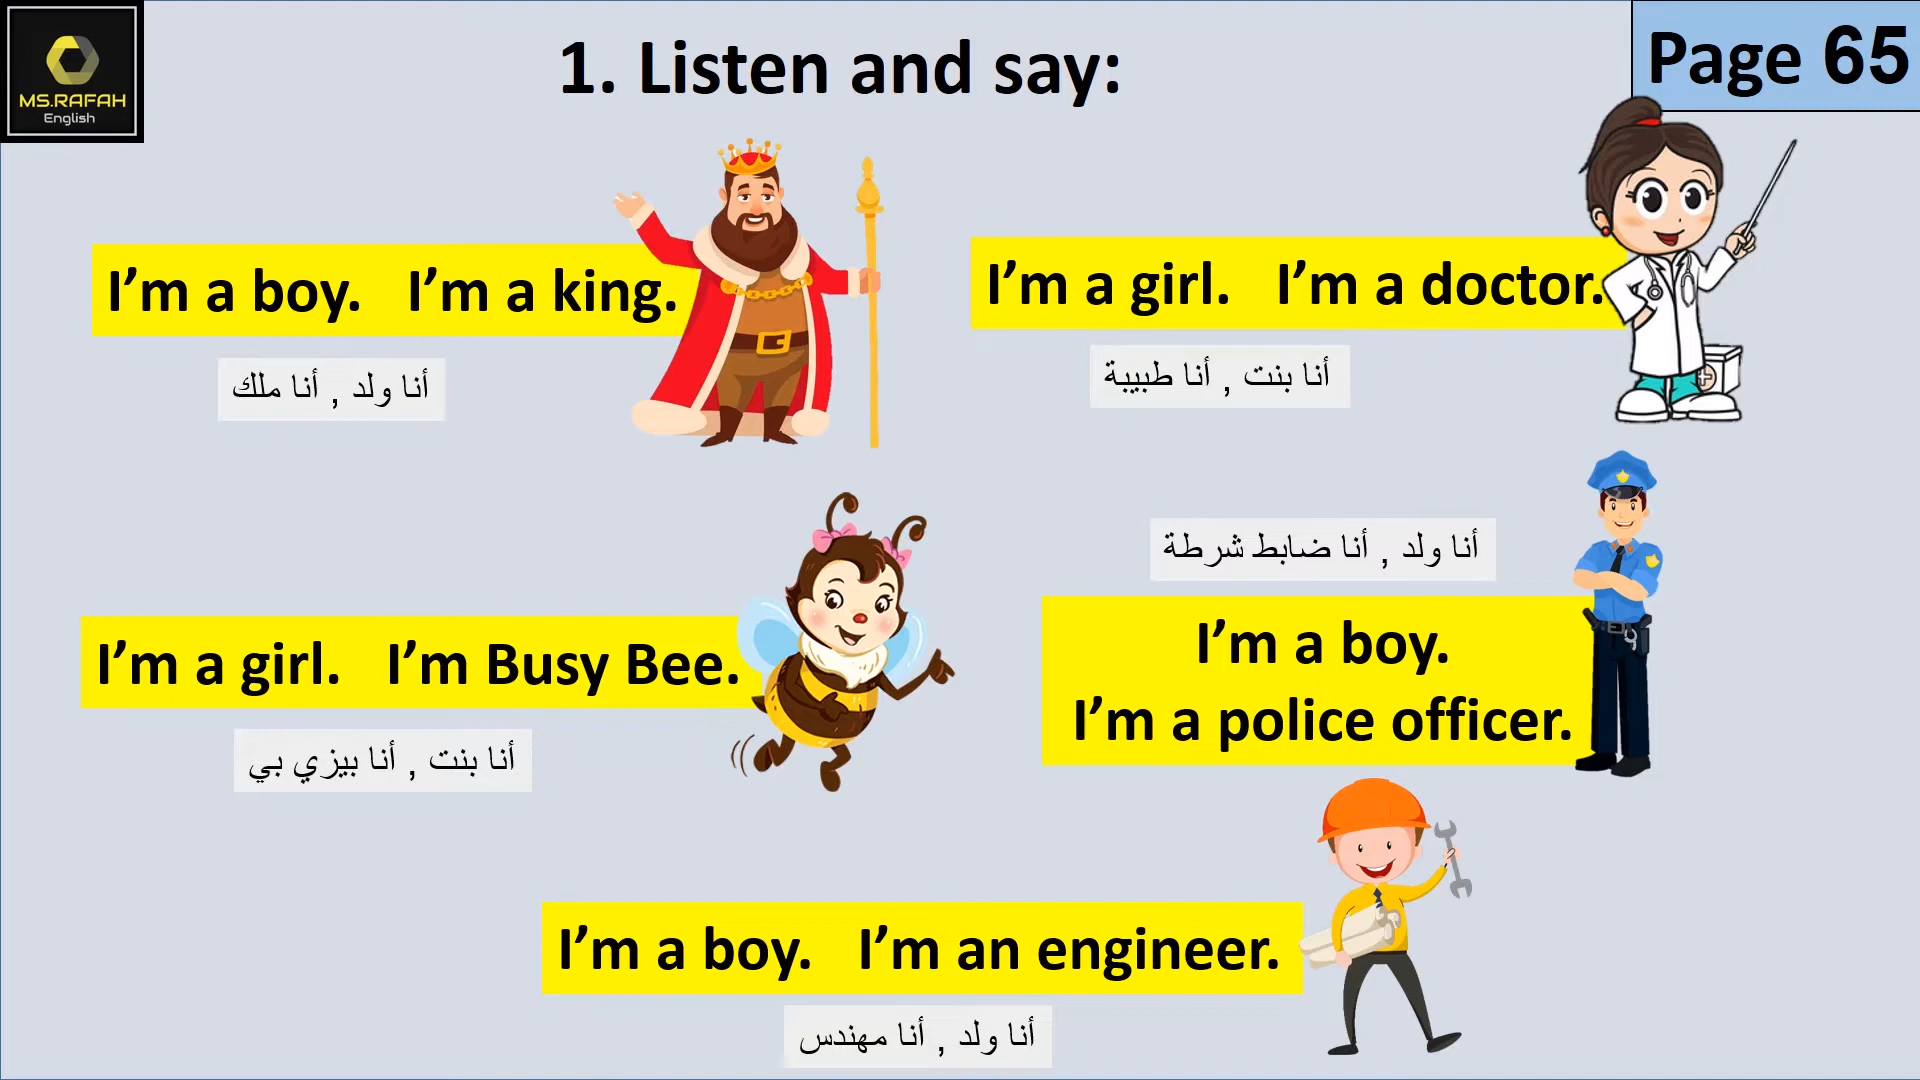 MS.RAFAH
English
1. Listen and say:
Page 65
I’m a boy.   I’m a king.
أنا ولد , أنا ملك
I’m a girl.   I’m a doctor.
أنا بنت , أنا طبيبة
I’m a girl.   I’m Busy Bee.
أنا بنت , أنا بيزي بي
أنا ولد , أنا ضابط شرطة
I’m a boy.
I’m a police officer.
I’m a boy.   I’m an engineer.
أنا ولد , أنا مهندس